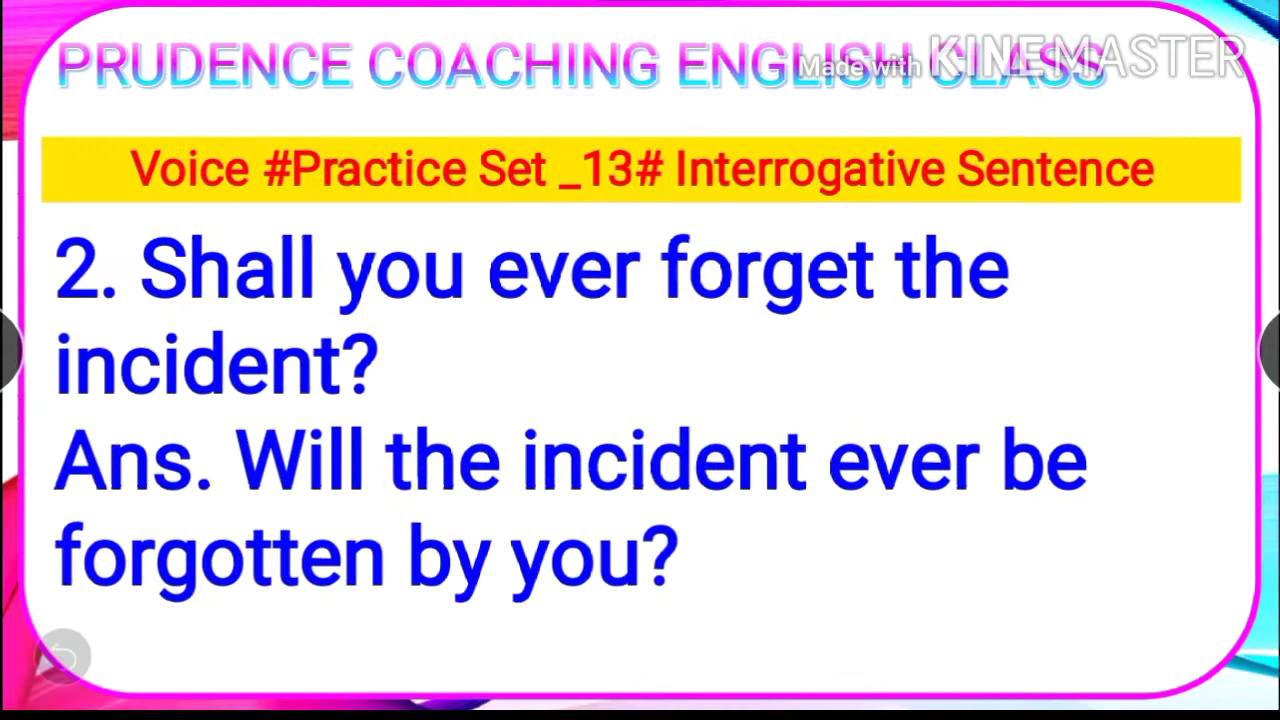 PRUDENCE COACHING ENGLISH CLASS
Made with KINEMASTER
Voice #Practice Set _13# Interrogative Sentence
2. Shall you ever forget the
incident?
Ans. Will the incident ever be
forgotten by you?